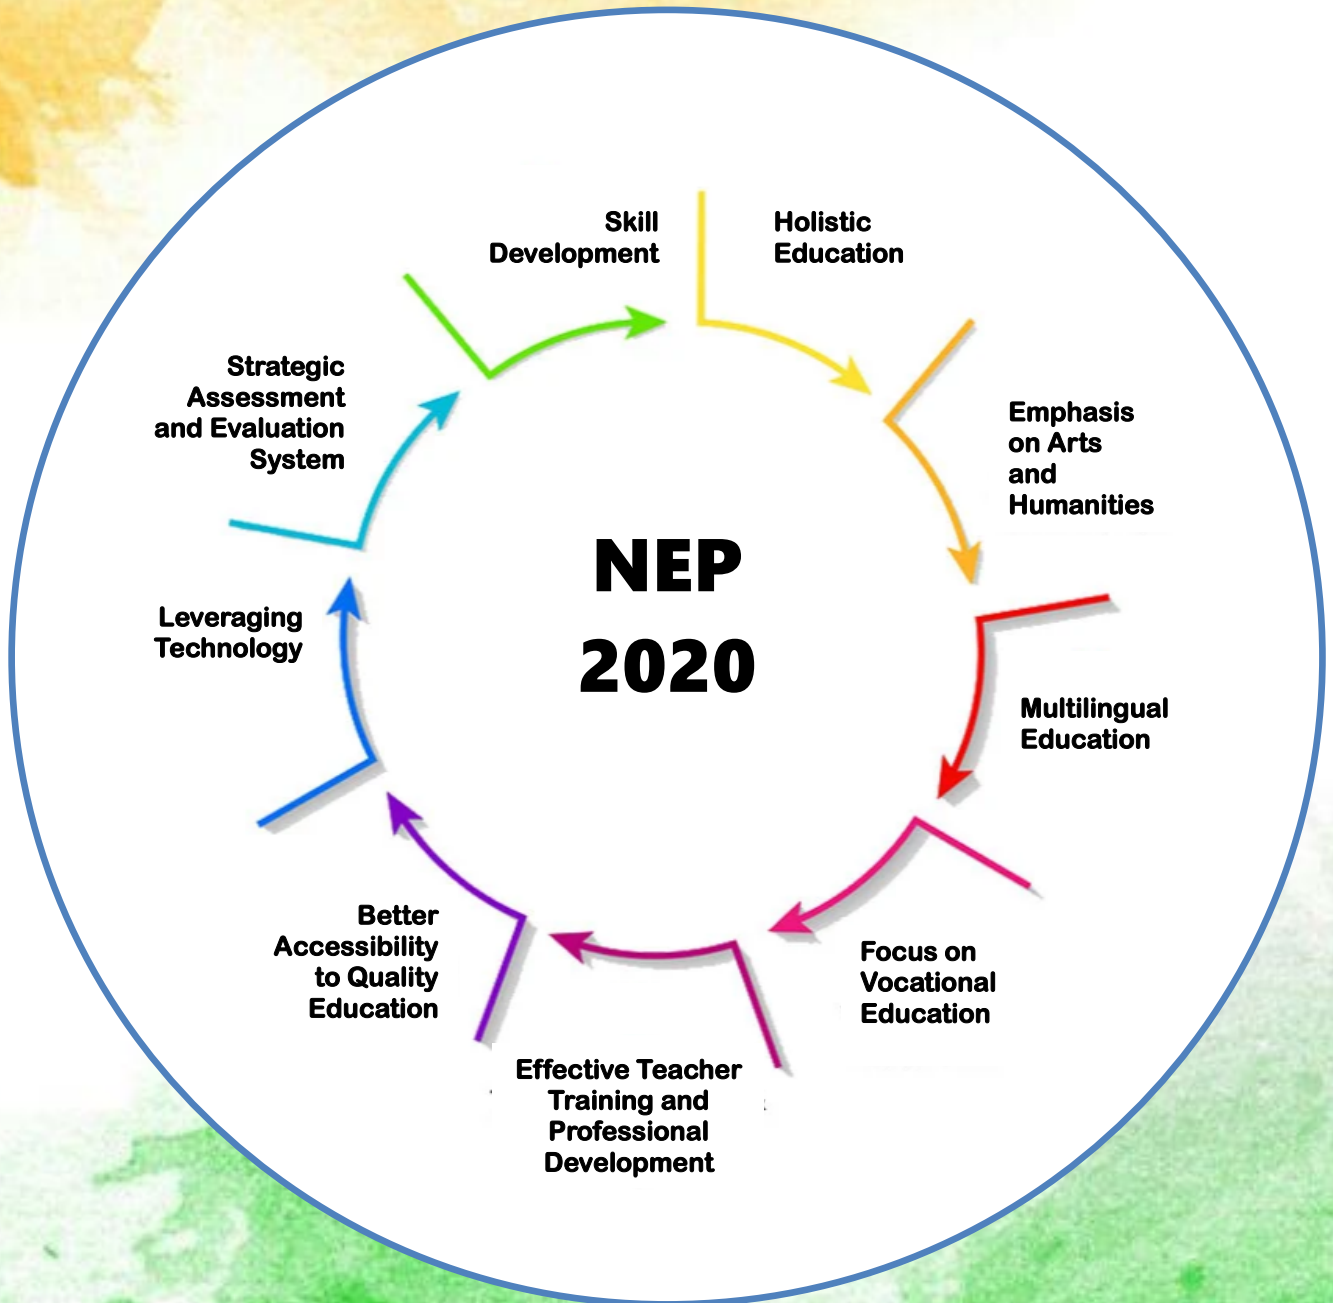 Skill
Development
Holistic
Education
Emphasis
on Arts
and
Humanities
Multilingual
Education
Focus on
Vocational
Education
Effective Teacher
Training and
Professional
Development
Better
Accessibility
to Quality
Education
Leveraging
Technology
Strategic
Assessment
and Evaluation
System
NEP
2020